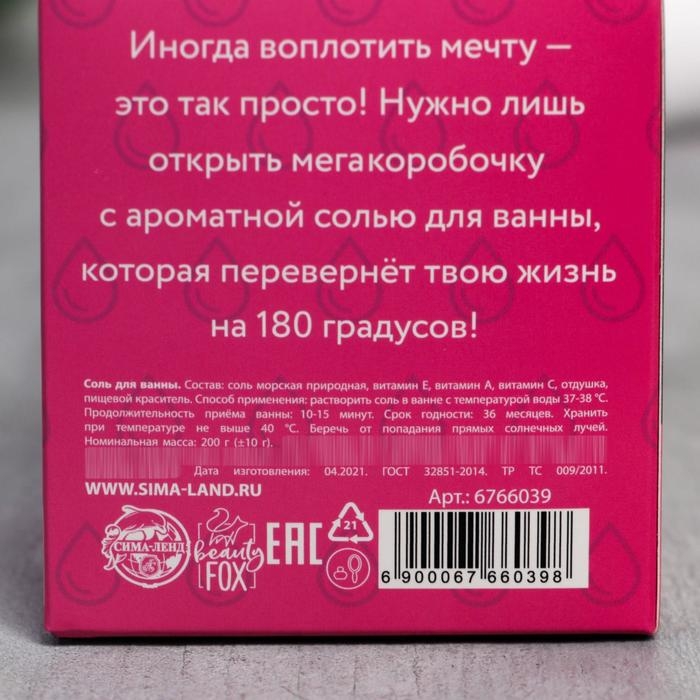 Иногда воплотить мечту —
это так просто! Нужно лишь
открыть мегакоробочку
с ароматной солью для ванны,
которая перевернёт твою жизнь
на 180 градусов!
Соль для ванны. Состав: соль морская природная, витамин Е, витамин А, витамин С, отдушка,
пищевой краситель. Способ применения: растворить соль в ванне с температурой воды 37-38 °С.
Продолжительность приёма ванны: 10-15 минут. Срок годности: 36 месяцев. Хранить
при температуре не выше 40 °С. Беречь от попадания прямых солнечных лучей.
Номинальная масса: 200 г (±10 г).
Дата изготовления: 04.2021. ГОСТ 32851-2014. ТР ТС 009/2011.
WWW.SIMA-LAND.RU
Арт.: 6766039
СИМА-ЛЕНД
beauty
FOX
EAC
21
6 900067 660398